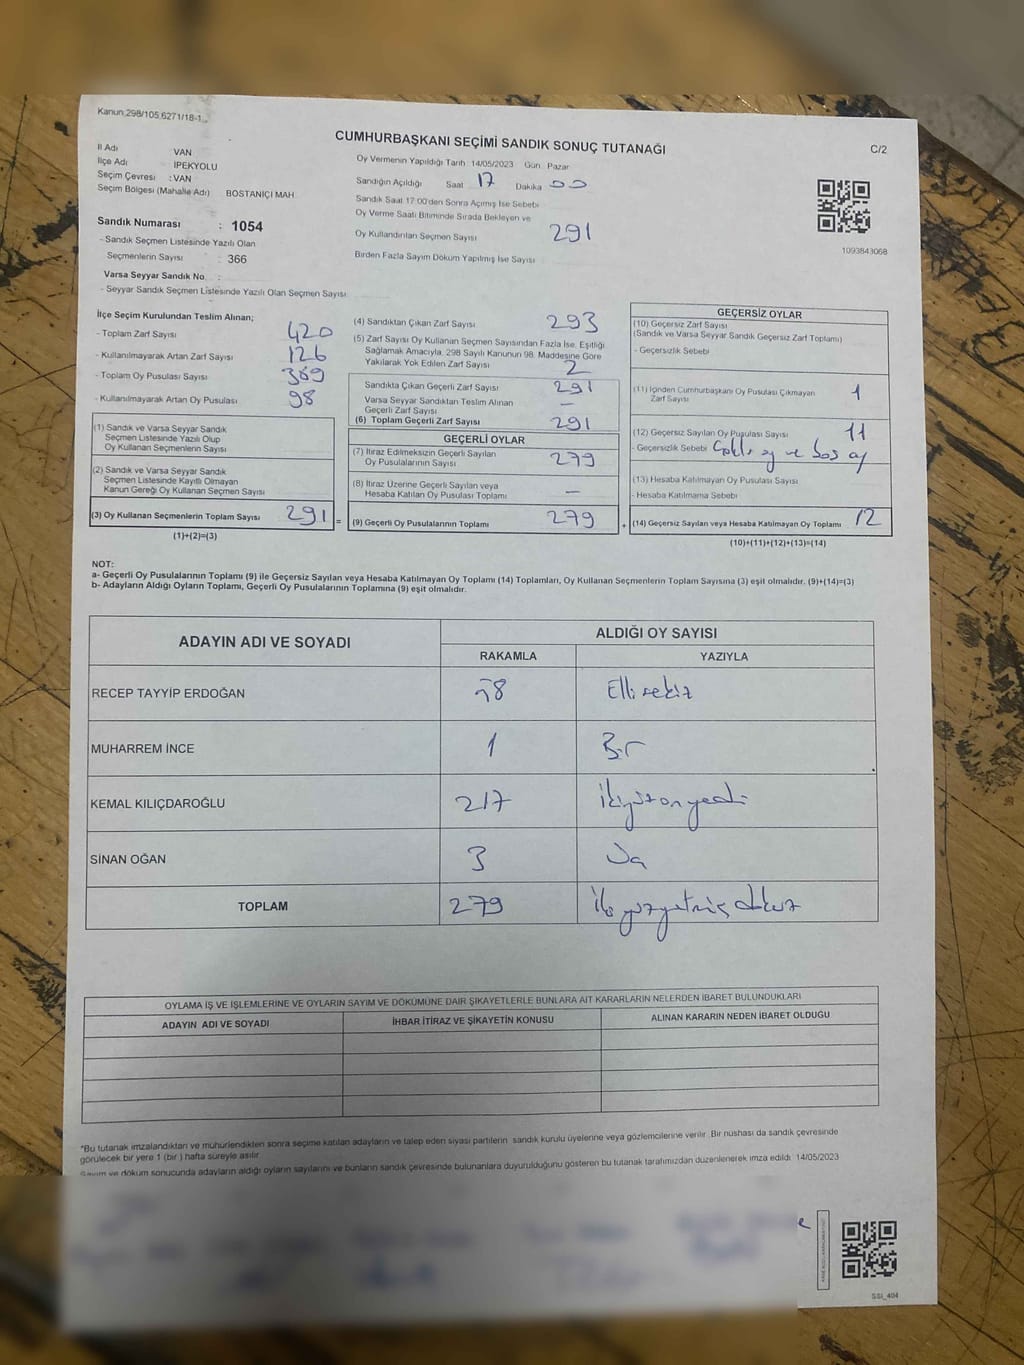 Kanun 298/105 6271/18-1
CUMHURBAŞKANI SEÇİMİ SANDIK SONUÇ TUTANAĞI
C/2
İl Adı VAN
İlçe Adı İPEKYOLU
Seçim Çevresi : VAN
Seçim Bölgesi (Mahalle Adı) BOSTANİÇİ MAH
Sandık Numarası : 1054
- Sandık Seçmen Listesinde Yazılı Olan
Seçmenlerin Sayısı : 366
Varsa Seyyar Sandık No :
- Seyyar Sandık Seçmen Listesinde Yazılı Olan Seçmen Sayısı
Oy Vermenin Yapıldığı Tarih 14/05/2023 Gün Pazar
Sandığın Açıldığı Saat 17 Dakika 00
Sandık Saat 17:00'den Sonra Açımış İse Sebebi
Oy Verme Saati Bitiminde Sırada Bekleyen ve
Oy Kullandırılan Seçmen Sayısı 291
Birden Fazla Sayım Döküm Yapılmış İse Sayısı
1093843068
İlçe Seçim Kurulundan Teslim Alınan;
- Toplam Zarf Sayısı 420
- Kullanılmayarak Artan Zarf Sayısı 126
- Toplam Oy Pusulası Sayısı 389
- Kullanılmayarak Artan Oy Pusulası 98
(1) Sandık ve Varsa Seyyar Sandık
Seçmen Listesinde Yazılı Olup
Oy Kullanan Seçmenlerin Sayısı
(2) Sandık ve Varsa Seyyar Sandık
Seçmen Listesinde Kayıtlı Olmayan
Kanun Gereği Oy Kullanan Seçmen Sayısı
(3) Oy Kullanan Seçmenlerin Toplam Sayısı 291 =
(1)+(2)=(3)
(4) Sandıktan Çıkan Zarf Sayısı 293
(5) Zarf Sayısı Oy Kullanan Seçmen Sayısından Fazla İse, Eşitliği
Sağlamak Amacıyla, 298 Sayılı Kanunun 98. Maddesine Göre
Yakılarak Yok Edilen Zarf Sayısı 2
Sandıkta Çıkan Geçerli Zarf Sayısı 291
Varsa Seyyar Sandıktan Teslim Alınan
Geçerli Zarf Sayısı —
(6) Toplam Geçerli Zarf Sayısı 291
GEÇERLİ OYLAR
(7) İtiraz Edilmeksizin Geçerli Sayılan
Oy Pusulalarının Sayısı 279
(8) İtiraz Üzerine Geçerli Sayılan veya
Hesaba Katılan Oy Pusulası Toplamı —
(9) Geçerli Oy Pusulalarının Toplamı 279 +
GEÇERSİZ OYLAR
(10) Geçersiz Zarf Sayısı
(Sandık ve Varsa Seyyar Sandık Geçersiz Zarf Toplamı)
- Geçersizlik Sebebi
(11) İçinden Cumhurbaşkanı Oy Pusulası Çıkmayan
Zarf Sayısı 1
(12) Geçersiz Sayılan Oy Pusulası Sayısı 11
- Geçersizlik Sebebi oy ve boş oy
(13) Hesaba Katılmayan Oy Pusulası Sayısı
- Hesaba Katılmama Sebebi
(14) Geçersiz Sayılan veya Hesaba Katılmayan Oy Toplamı 12
(10)+(11)+(12)+(13)=(14)
NOT:
a- Geçerli Oy Pusulalarının Toplamı (9) ile Geçersiz Sayılan veya Hesaba Katılmayan Oy Toplamı (14) Toplamları, Oy Kullanan Seçmenlerin Toplam Sayısına (3) eşit olmalıdır. (9)+(14)=(3)
b- Adayların Aldığı Oyların Toplamı, Geçerli Oy Pusulalarının Toplamına (9) eşit olmalıdır.
ADAYIN ADI VE SOYADI ALDIĞI OY SAYISI
RAKAMLA YAZIYLA
RECEP TAYYİP ERDOĞAN 58 Elli sekiz
MUHARREM İNCE 1 Bir
KEMAL KILIÇDAROĞLU 217 ikiyüzonyedi
SİNAN OĞAN 3 Üç
TOPLAM 279 iki yüzyetmiş dokuz
OYLAMA İŞ VE İŞLEMLERİNE VE OYLARIN SAYIM VE DÖKÜMÜNE DAİR ŞİKAYETLERLE BUNLARA AİT KARARLARIN NELERDEN İBARET BULUNDUKLARI
ADAYIN ADI VE SOYADI İHBAR İTİRAZ VE ŞİKAYETİN KONUSU ALINAN KARARIN NEDEN İBARET OLDUĞU
*Bu tutanak imzalandıktan ve mühürlendikten sonra seçime katılan adayların ve talep eden siyasi partilerin sandık kurulu üyelerine veya gözlemcilerine verilir. Bir nüshası da sandık çevresinde
görülecek bir yere 1 (bir ) hafta süreyle asılır.
Sayım ve döküm sonucunda adayların aldığı oyların sayılarını ve bunların sandık çevresinde bulunanlara duyurulduğunu gösteren bu tutanak tarafımızdan düzenlenerek imza edildi. 14/05/2023
SSI_404